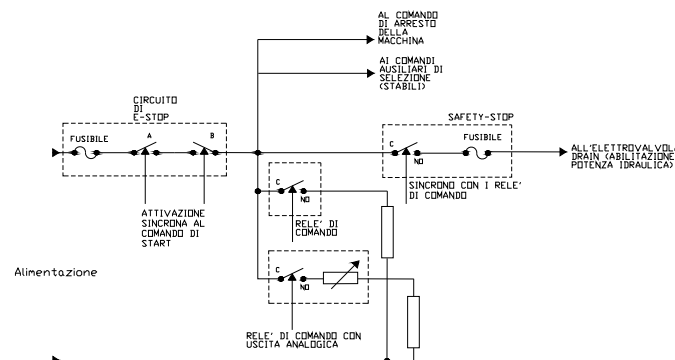 AL COMANDO
DI ARRESTO
DELLA
MACCHINA
AI COMANDI
AUSILIARI DI
SELEZIONE
(STABILI)
CIRCUITO
DI
E-STOP
SAFETY-STOP
FUSIBILE
A
B
C
NO
FUSIBILE
ALL'ELETTROVALVOL
DRAIN (ABILITAZIONE
POTENZA IDRAULICA)
C
NO
SINCRONO CON I RELE'
DI COMANDO
ATTIVAZIONE
SINCRONA AL
COMANDO DI
START
RELE' DI
COMANDO
Alimentazione
C
NO
RELE' DI COMANDO CON
USCITA ANALOGICA